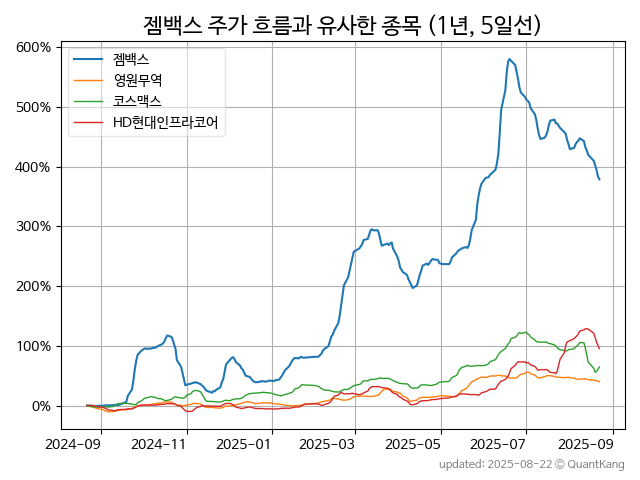 젬백스 주가 흐름과 유사한 종목 (1년, 5일선)
600%
500%
400%
300%
200%
100%
0%
젬백스
영원무역
코스맥스
HD현대인프라코어
2024-09
2024-11
2025-01
2025-03
2025-05
2025-07
2025-09
updated: 2025-08-22 © QuantKang